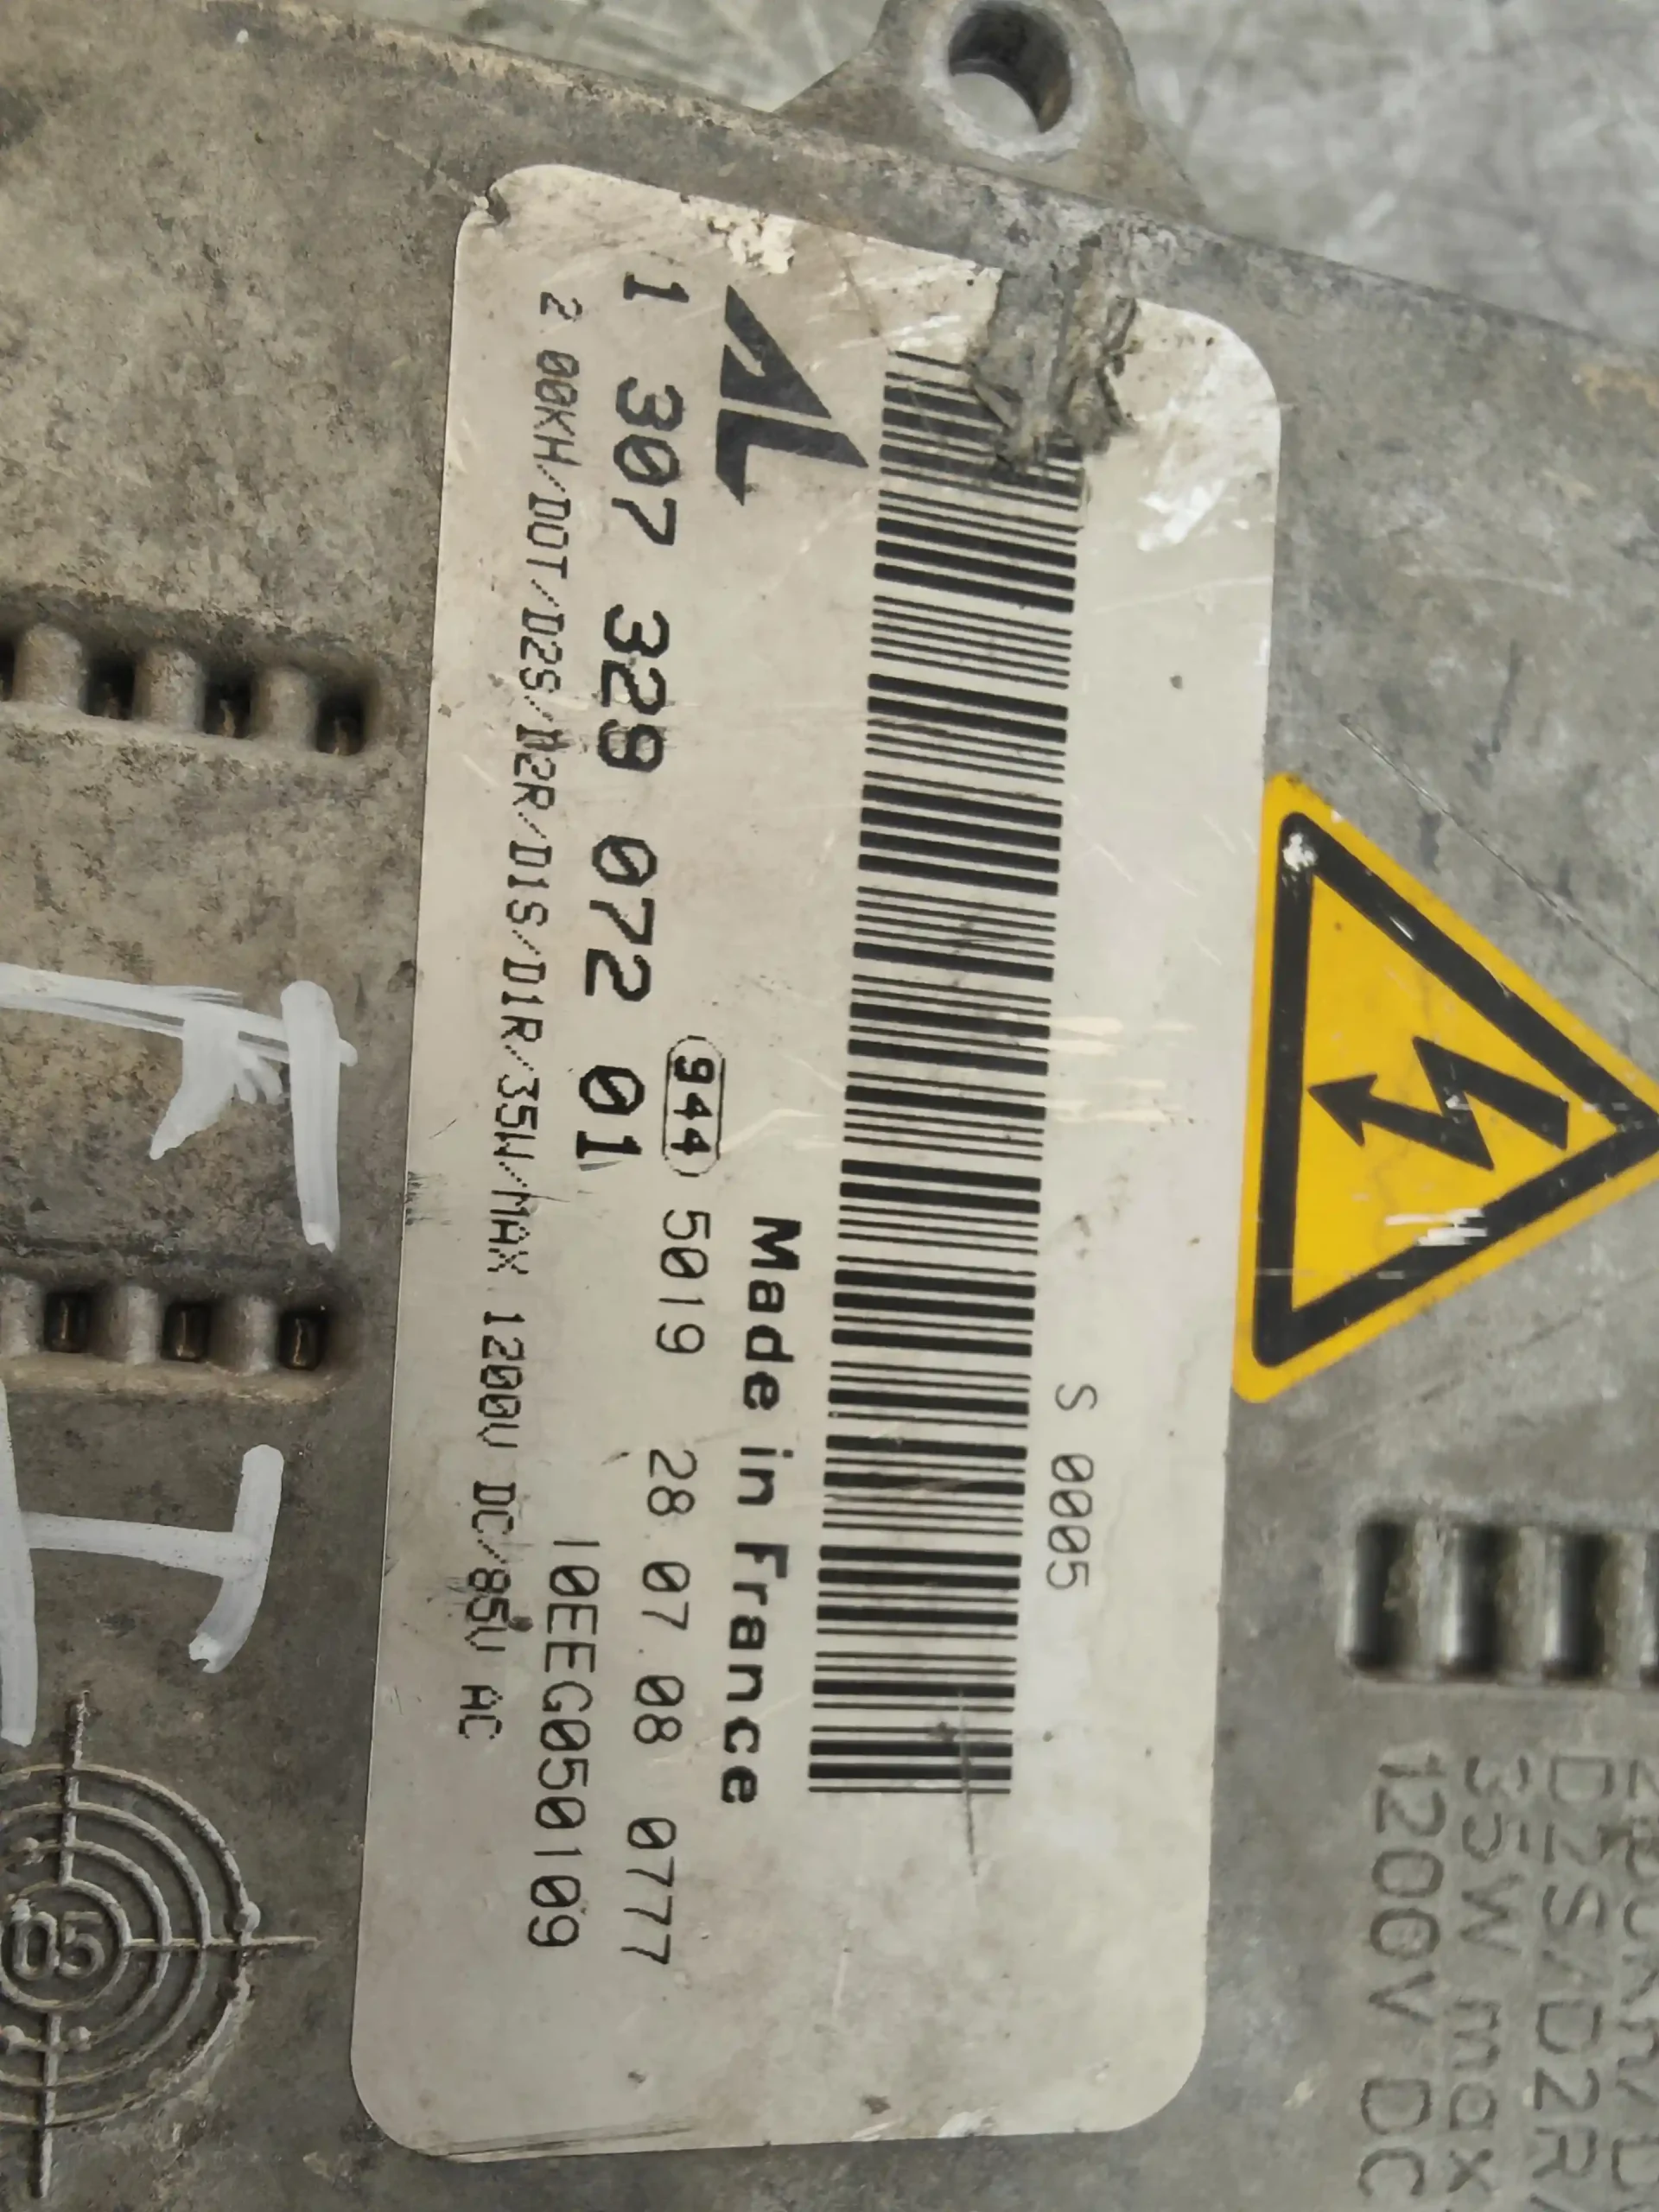 S 0005
AL
Made in France
944 5019 28 07 08 0777
1 307 329 072 01
10EEG050109
2 00KH/DOT/D2S/D2R/D1S/D1R/35W/MAX 1200V DC/85V AC
D2S/D2R/
35W max.
1200V DC
05